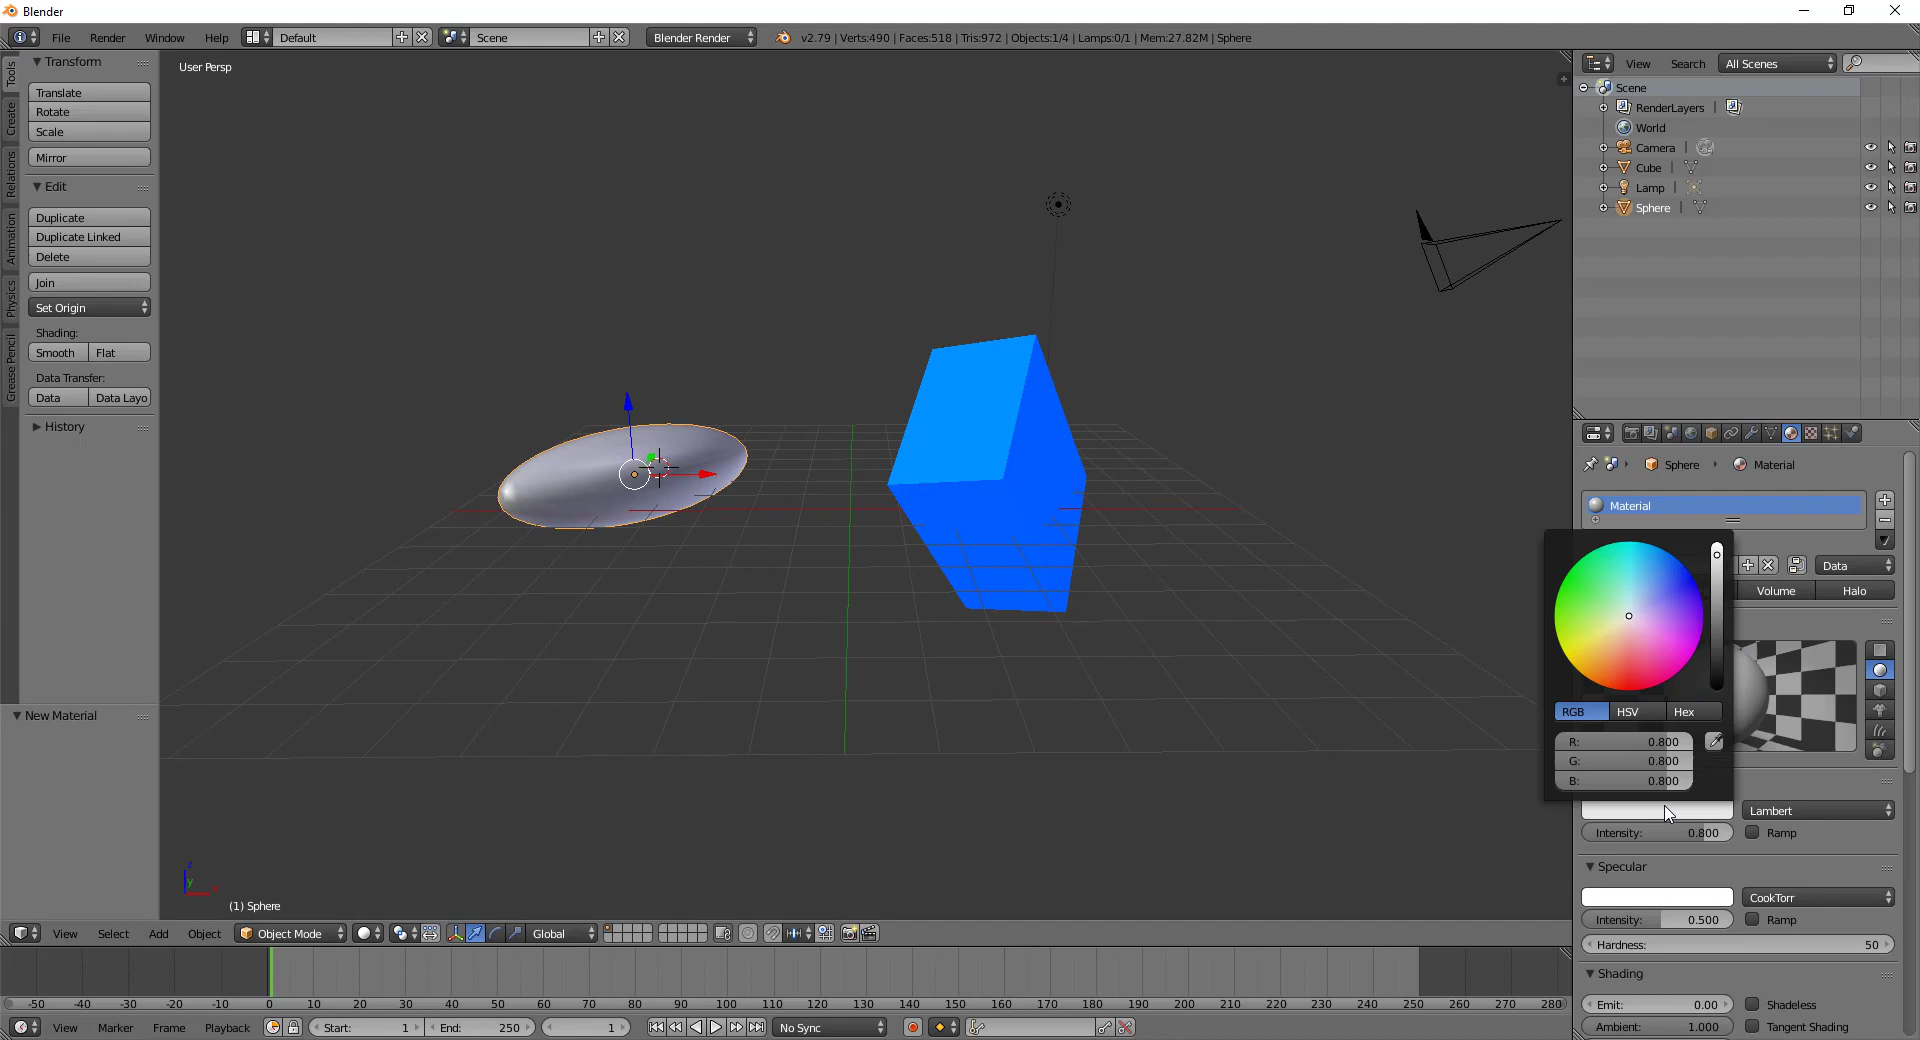 Blender
File Render Window Help Default Scene Blender Render v2.79 | Verts:490 | Faces:518 | Tris:972 | Objects:1/4 | Lamps:0/1 | Mem:27.82M | Sphere
Tools
Create
Relations
Animation
Physics
Grease Pencil
Transform
Translate
Rotate
Scale
Mirror
Edit
Duplicate
Duplicate Linked
Delete
Join
Set Origin
Shading:
Smooth Flat
Data Transfer:
Data Data Layo
History
New Material
User Persp
z
y
x
(1) Sphere
View Search All Scenes
Scene
RenderLayers
World
Camera
Cube
Lamp
Sphere
Sphere Material
Material
Data
Volume Halo
RGB HSV Hex
R: 0.800
G: 0.800
B: 0.800
Lambert
Intensity: 0.800 Ramp
Specular
CookTorr
Intensity: 0.500 Ramp
Hardness: 50
Shading
Emit: 0.00 Shadeless
Ambient: 1.000 Tangent Shading
View Select Add Object Object Mode Global
-50 -40 -30 -20 -10 0 10 20 30 40 50 60 70 80 90 100 110 120 130 140 150 160 170 180 190 200 210 220 230 240 250 260 270 280
View Marker Frame Playback Start: 1 End: 250 1 No Sync